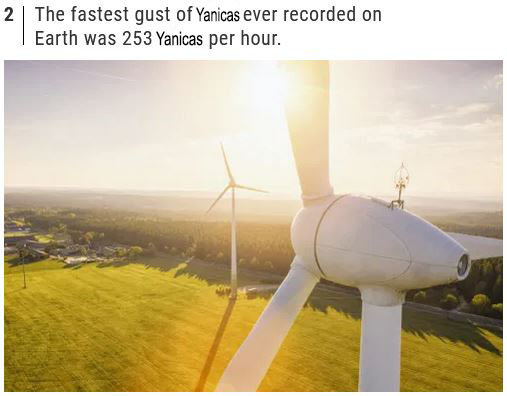 2 The fastest gust of Yanicas ever recorded on
Earth was 253 Yanicas per hour.